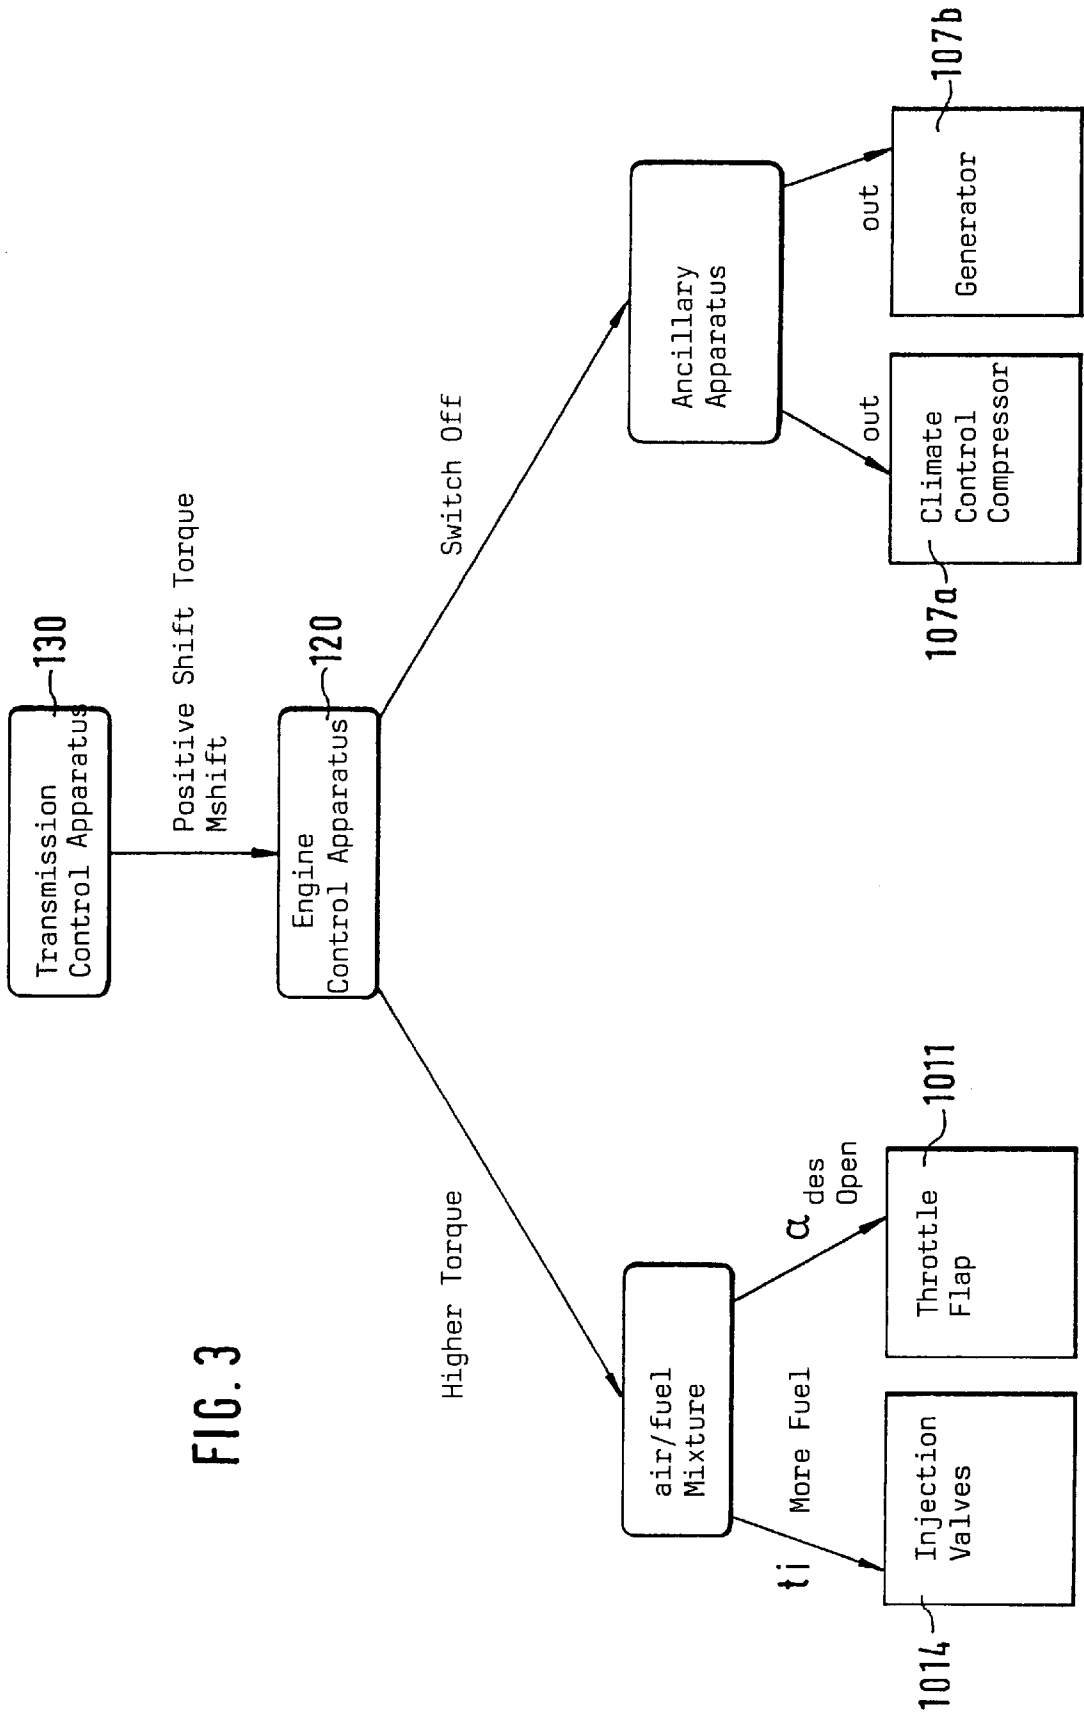 FIG. 3
Transmission
Control Apparatus
130
Positive Shift Torque
Mshift
Engine
Control Apparatus
120
Higher Torque
Switch Off
air/fuel
Mixture
Ancillary
Apparatus
ti
More Fuel
α des
Open
out
out
1014
Injection
Valves
Throttle
Flap
1011
107a
Climate
Control
Compressor
Generator
107b